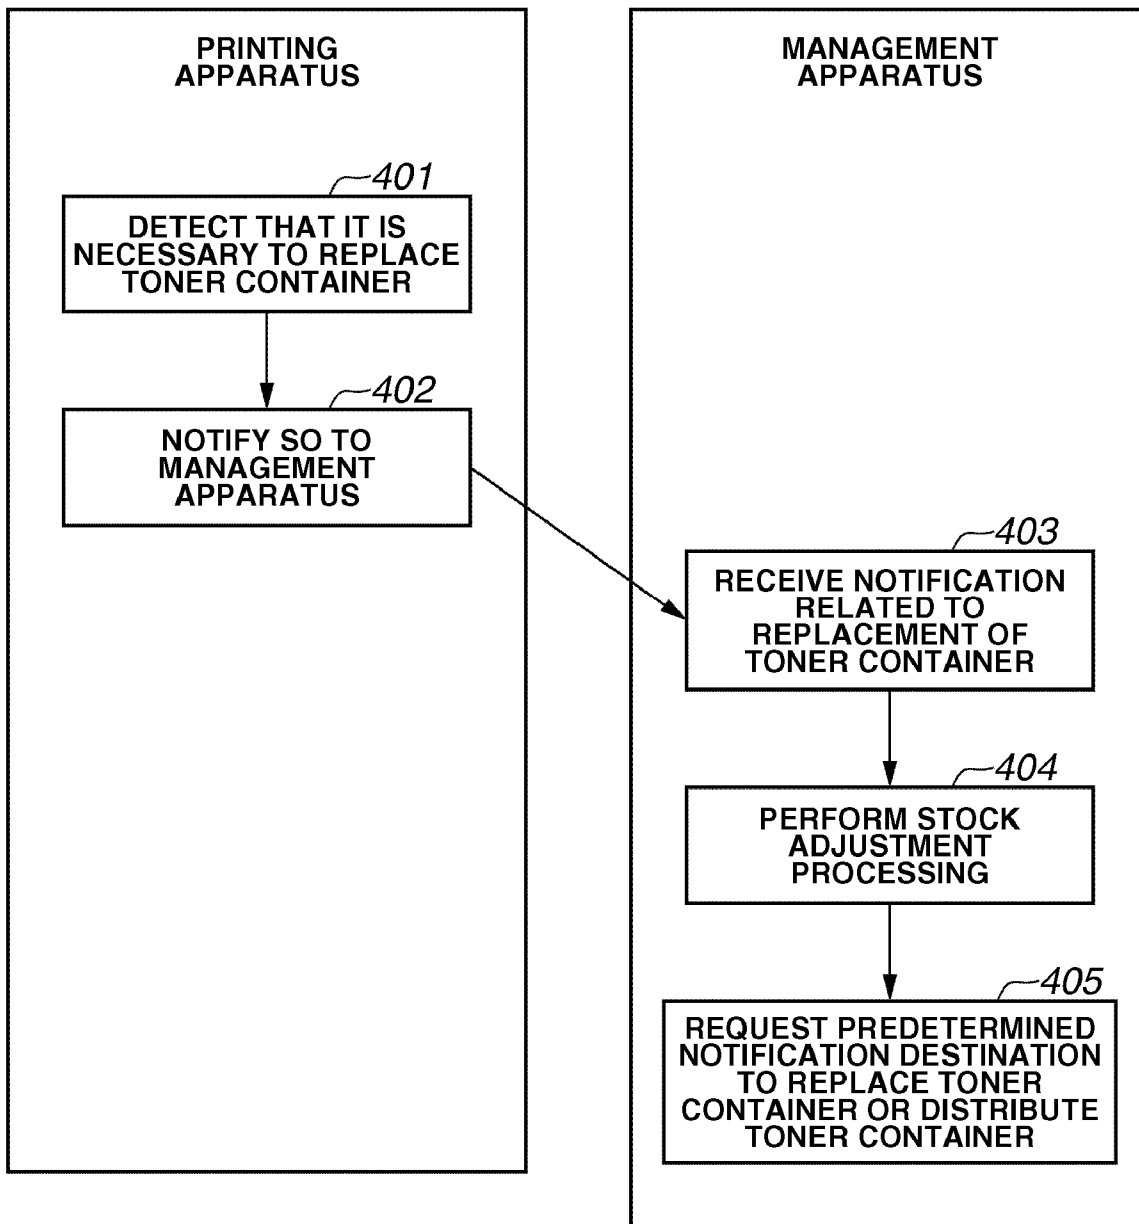 PRINTING
APPARATUS
401
DETECT THAT IT IS
NECESSARY TO REPLACE
TONER CONTAINER
402
NOTIFY SO TO
MANAGEMENT
APPARATUS
MANAGEMENT
APPARATUS
403
RECEIVE NOTIFICATION
RELATED TO
REPLACEMENT OF
TONER CONTAINER
404
PERFORM STOCK
ADJUSTMENT
PROCESSING
405
REQUEST PREDETERMINED
NOTIFICATION DESTINATION
TO REPLACE TONER
CONTAINER OR DISTRIBUTE
TONER CONTAINER